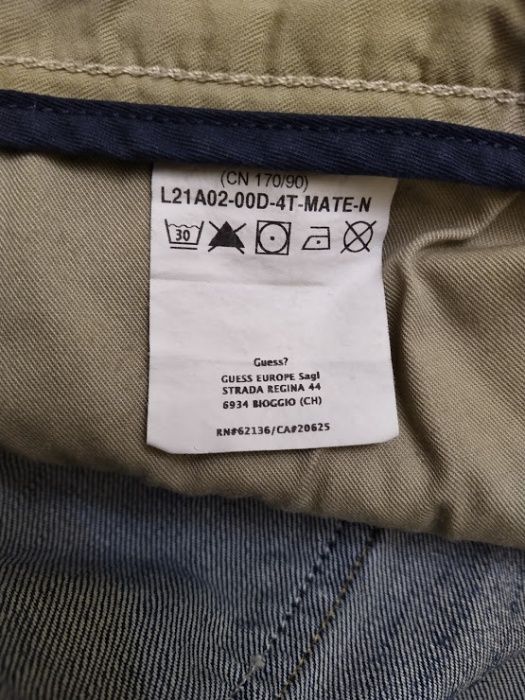 (CN 170/90)
L21A02-00D-4T-MATE-N
30
Guess?
GUESS EUROPE Sagl
STRADA REGINA 44
6934 BIOGGIO (CH)
RN#62136/CA#20625